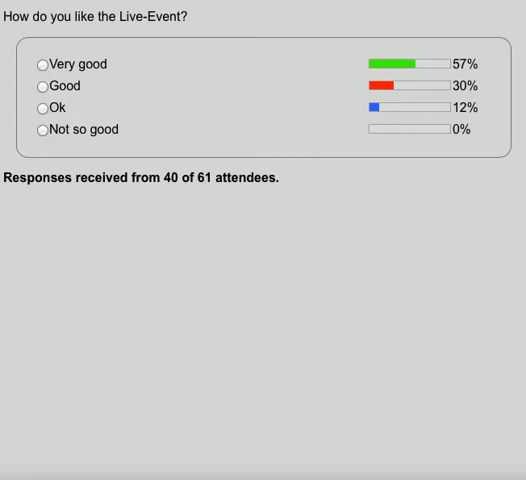 How do you like the Live-Event?
Very good 57%
Good 30%
Ok 12%
Not so good 0%
Responses received from 40 of 61 attendees.